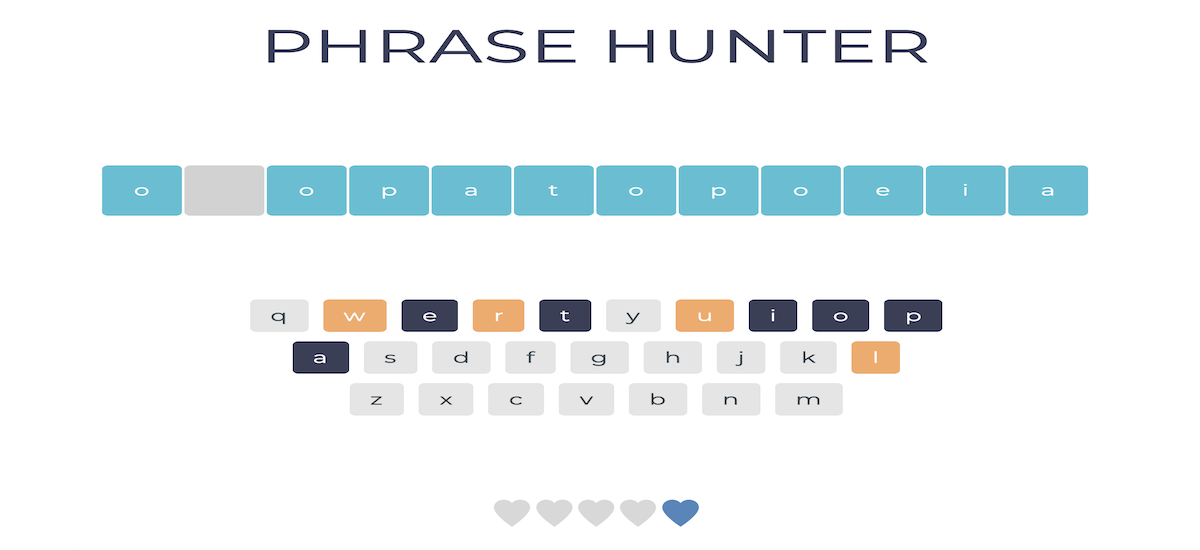 PHRASE HUNTER
o o p a t o p o e i a
q w e r t y u i o p
a s d f g h j k l
z x c v b n m